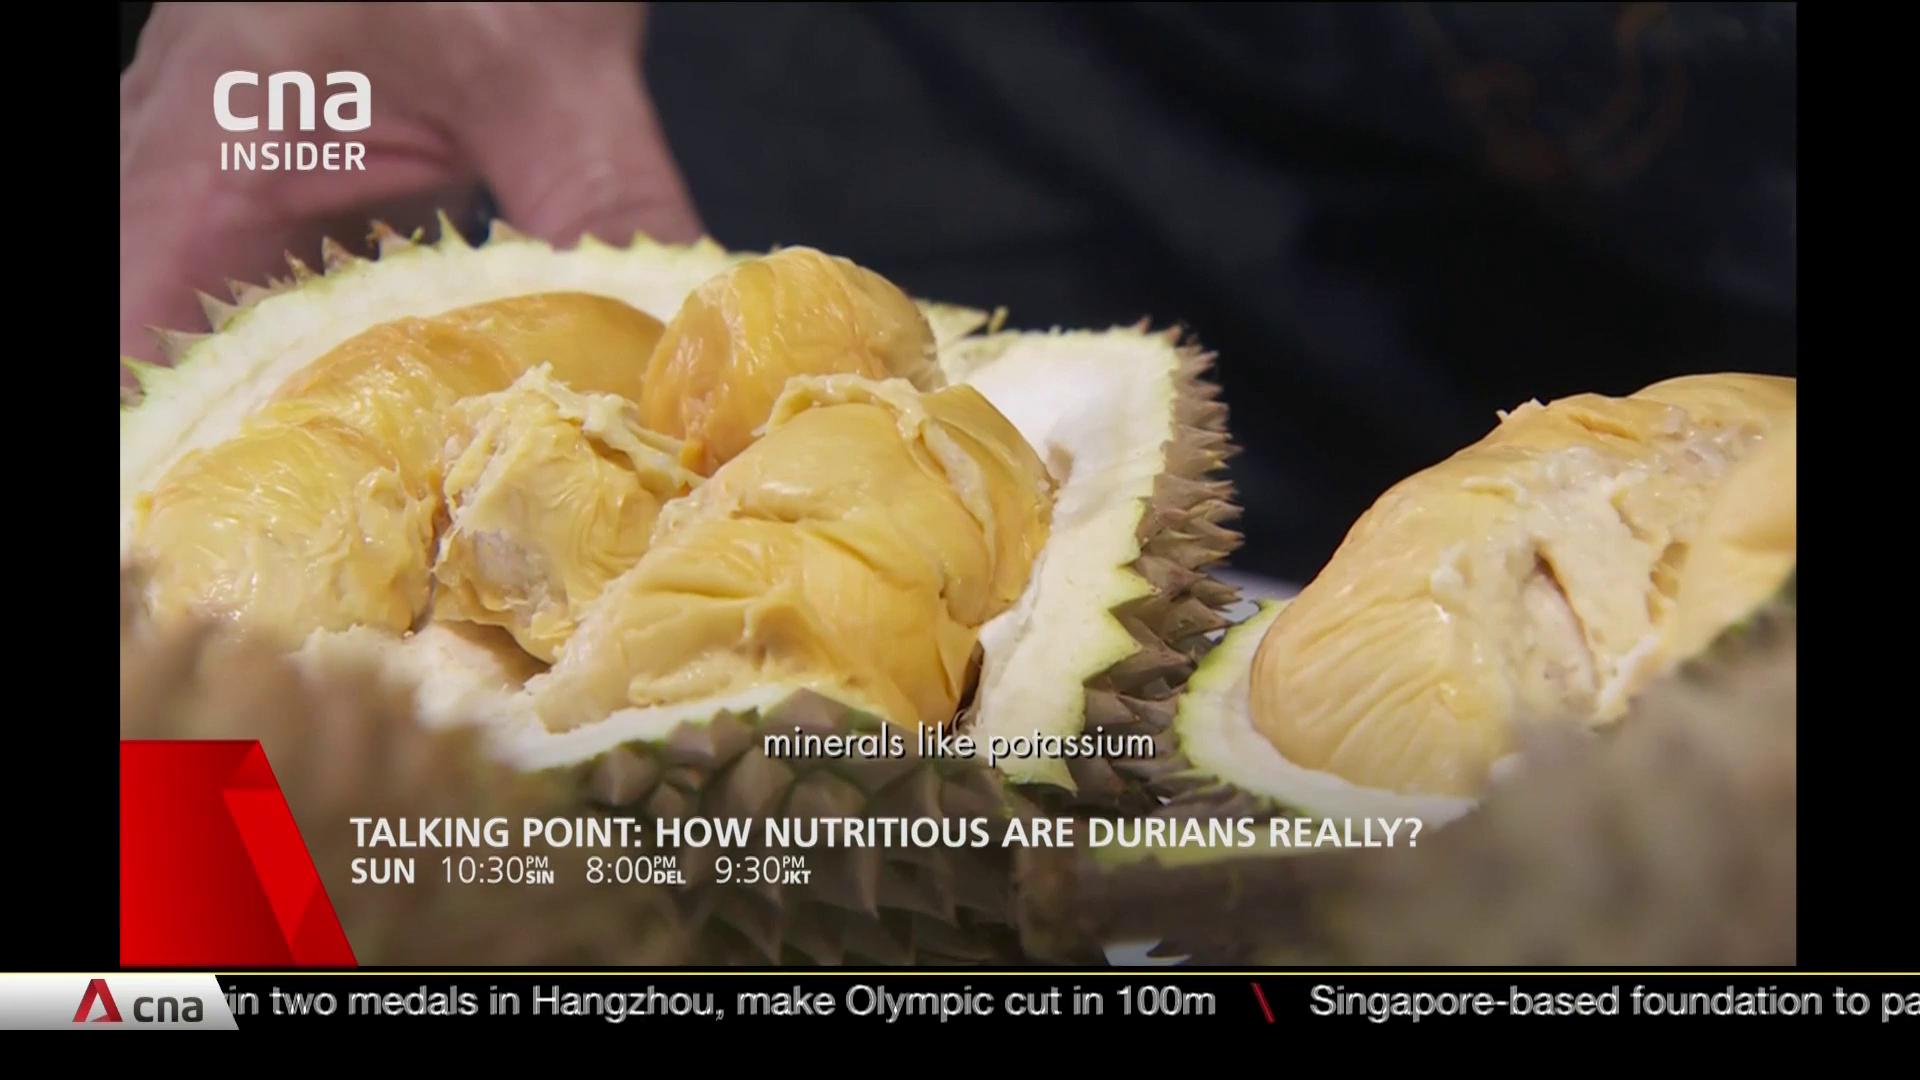 cna
INSIDER
minerals like potassium
TALKING POINT: HOW NUTRITIOUS ARE DURIANS REALLY?
SUN 10:30PM SIN 8:00PM DEL 9:30PM JKT
cna
in two medals in Hangzhou, make Olympic cut in 100m \ Singapore-based foundation to pa